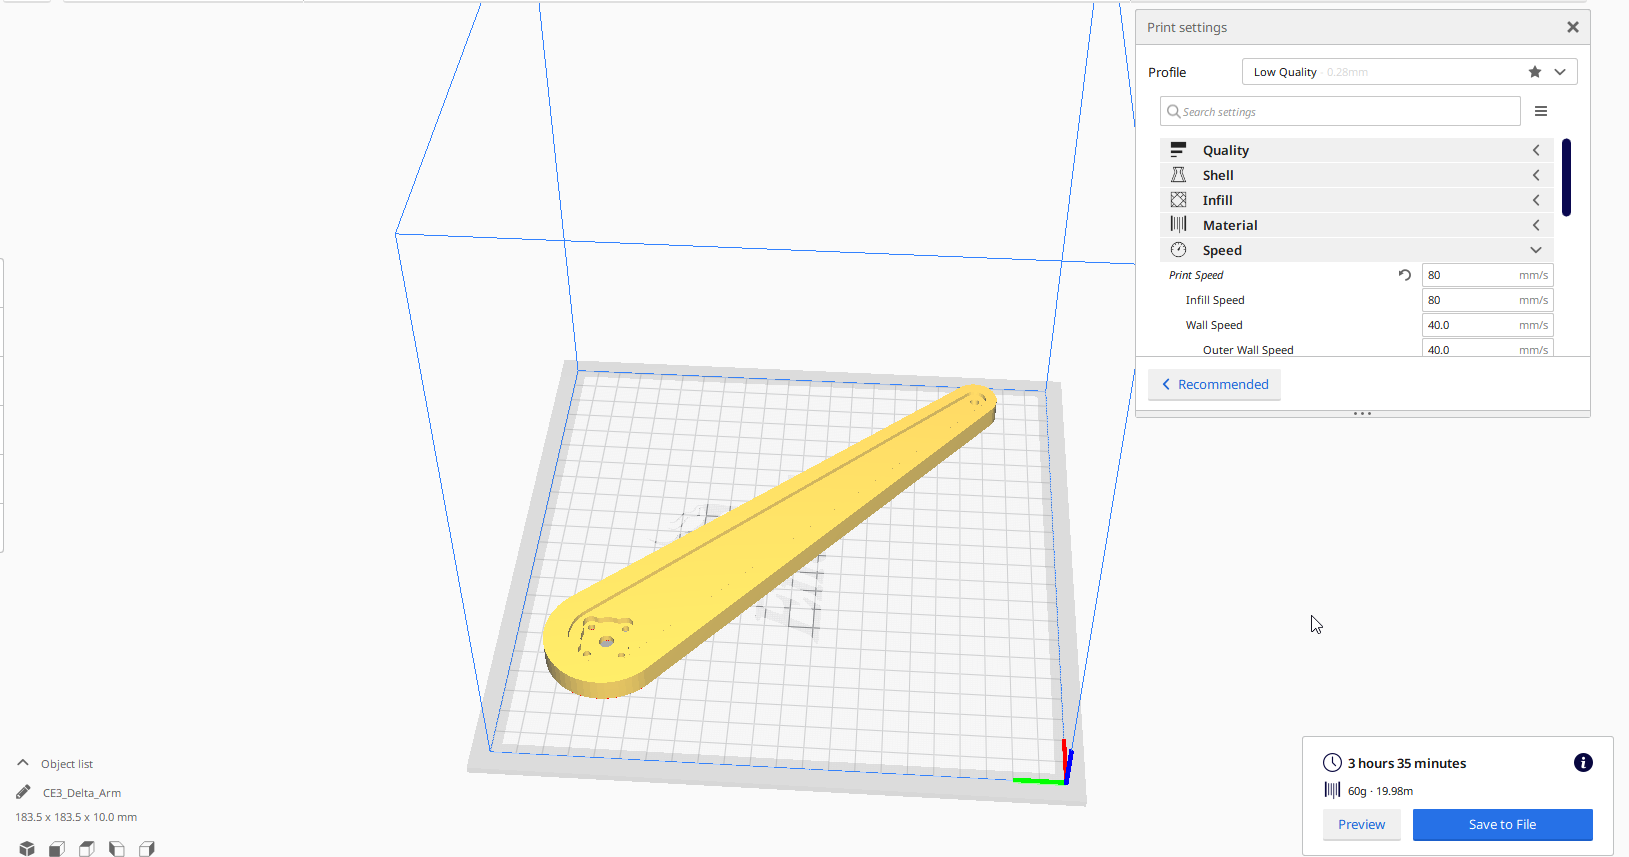 Print settings
Profile
Low Quality - 0.28mm
Search settings
Quality
Shell
Infill
Material
Speed
Print Speed 80 mm/s
Infill Speed 80 mm/s
Wall Speed 40.0 mm/s
Outer Wall Speed 40.0 mm/s
Recommended
Object list
CE3_Delta_Arm
183.5 x 183.5 x 10.0 mm
3 hours 35 minutes
60g · 19.98m
Preview
Save to File